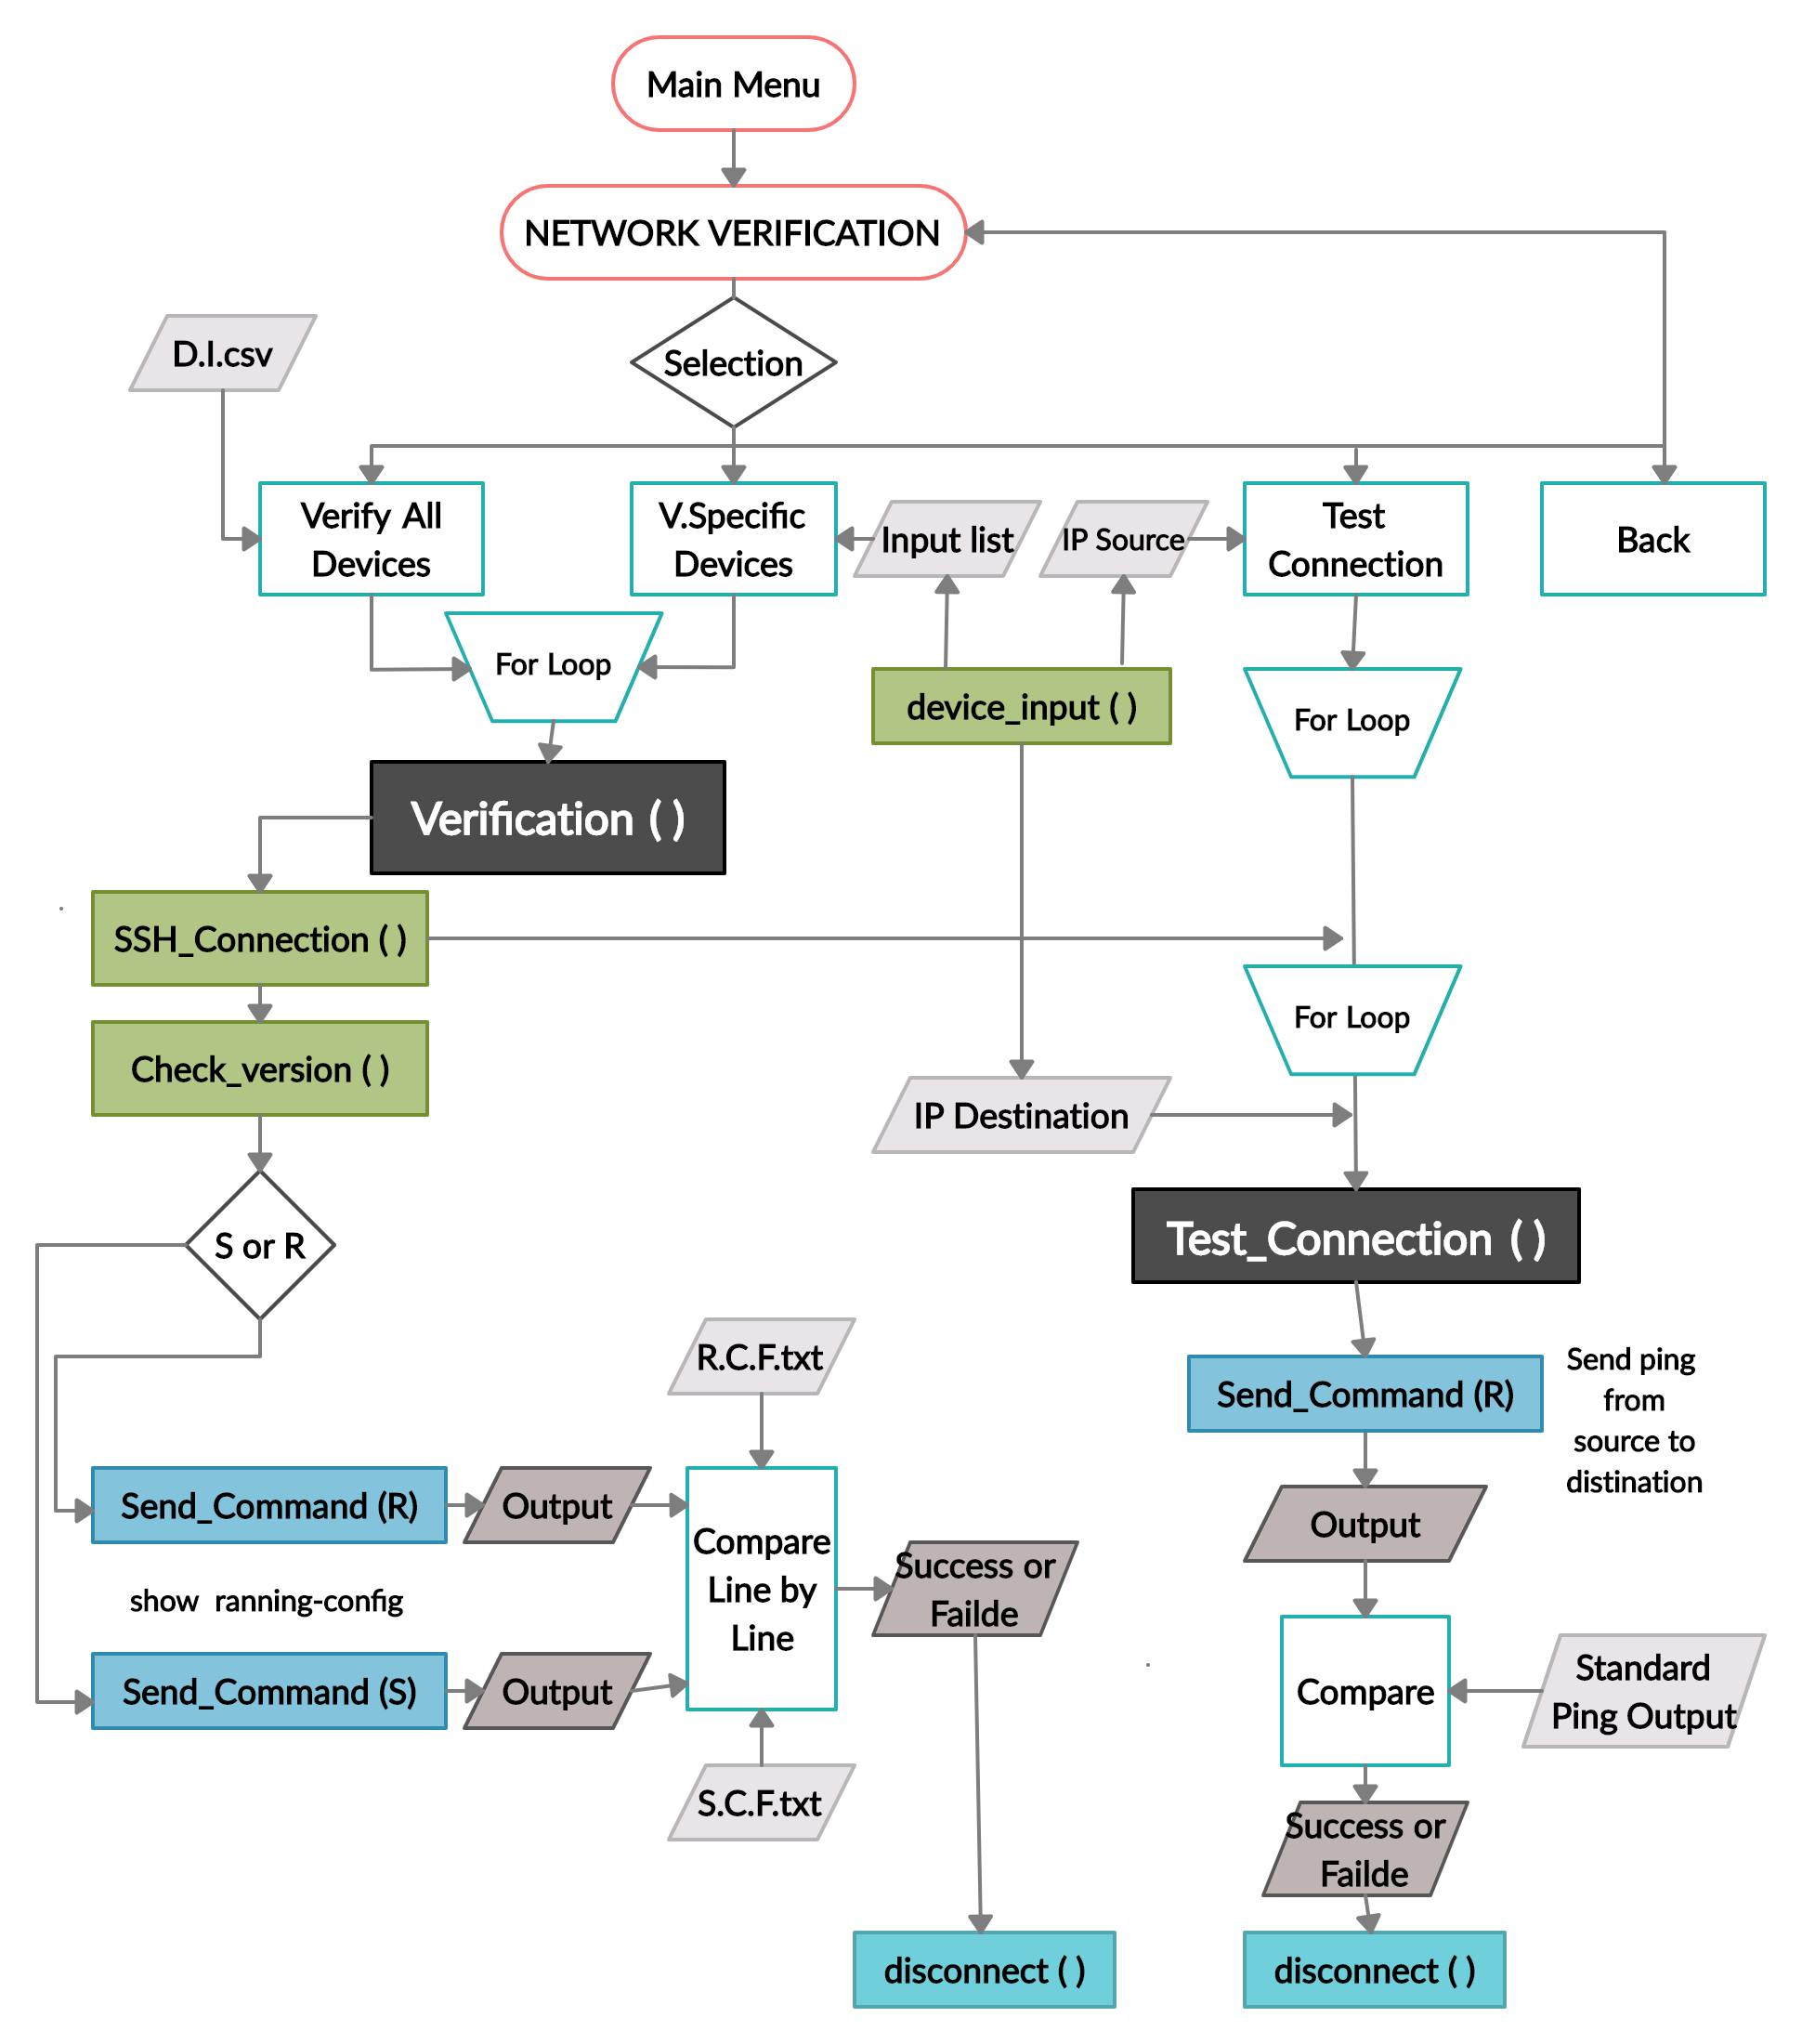 Main Menu
NETWORK VERIFICATION
D.I.csv
Selection
Verify All
Devices
V.Specific
Devices
Input list
IP Source
Test
Connection
Back
For Loop
device_input ( )
For Loop
Verification ( )
SSH_Connection ( )
For Loop
Check_version ( )
IP Destination
S or R
Test_Connection ( )
R.C.F.txt
Send_Command (R)
Send ping
from
source to
distination
Send_Command (R)
Output
Compare
Line by
Line
Success or
Failde
Output
show ranning-config
Send_Command (S)
Output
Compare
Standard
Ping Output
S.C.F.txt
Success or
Failde
disconnect ( )
disconnect ( )